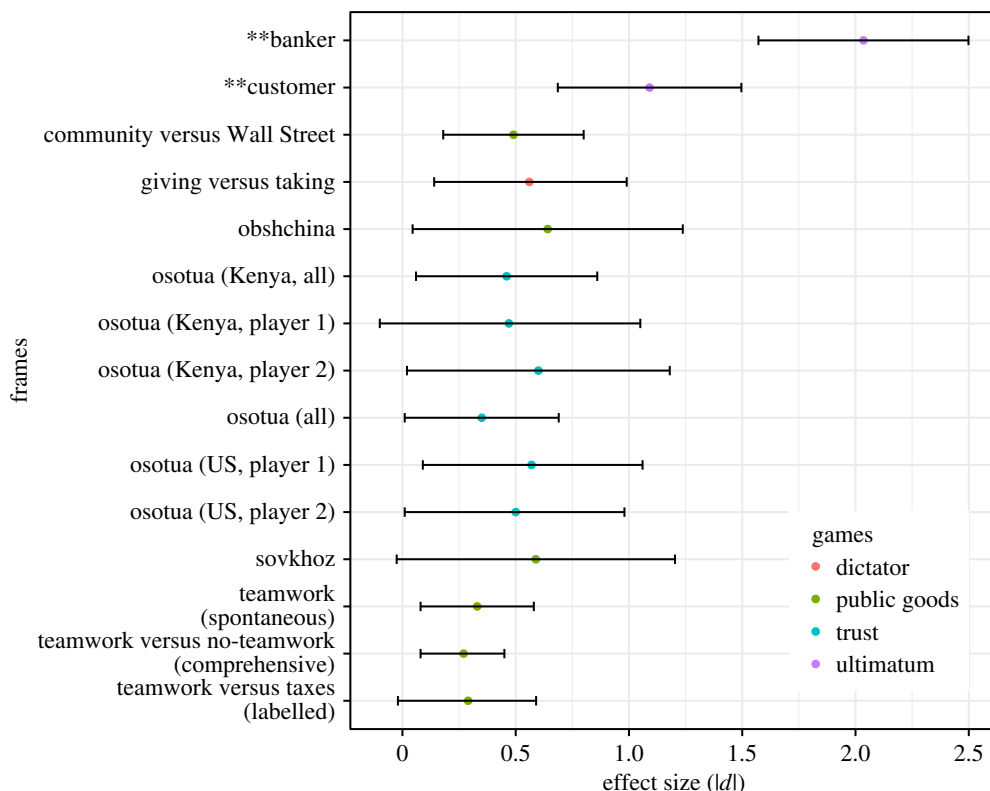 **banker
**customer
community versus Wall Street
giving versus taking
obshchina
osotua (Kenya, all)
osotua (Kenya, player 1)
osotua (Kenya, player 2)
osotua (all)
osotua (US, player 1)
osotua (US, player 2)
sovkhoz
teamwork
(spontaneous)
teamwork versus no-teamwork
(comprehensive)
teamwork versus taxes
(labelled)
frames
games
dictator
public goods
trust
ultimatum
0 0.5 1.0 1.5 2.0 2.5
effect size (|d|)